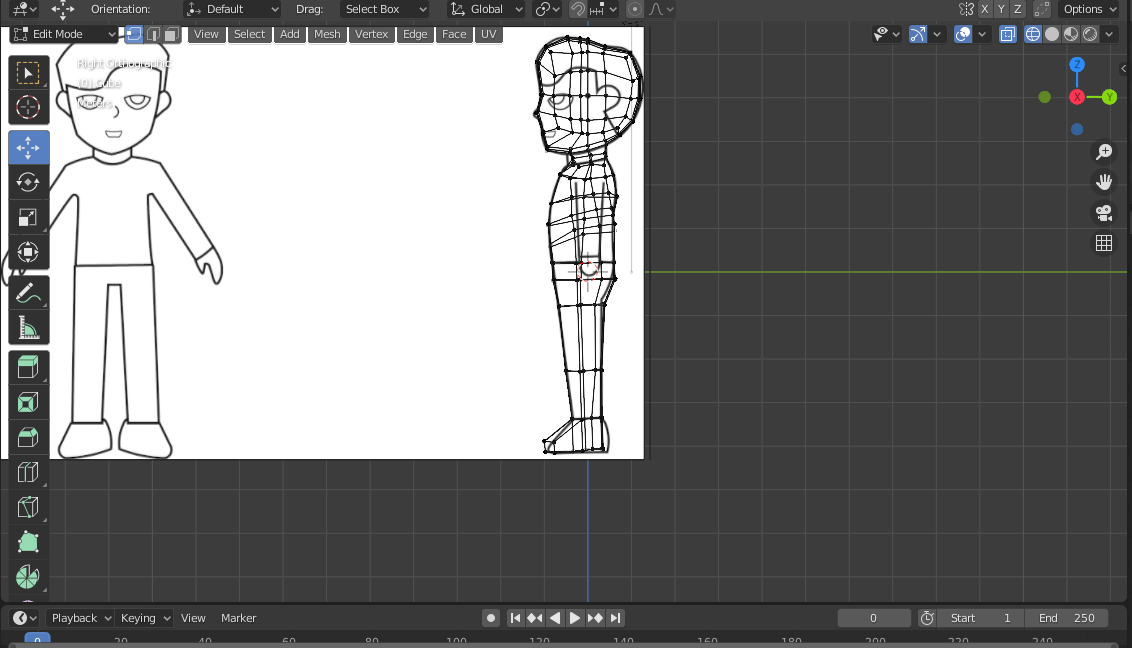 Orientation: Default Drag: Select Box Global X Y Z Options
Edit Mode View Select Add Mesh Vertex Edge Face UV
Right Orthographic
(0) Cube
Meters
Z
X Y
Playback Keying View Marker 0 Start 1 End 250
0 20 40 60 80 100 120 140 160 180 200 220 240